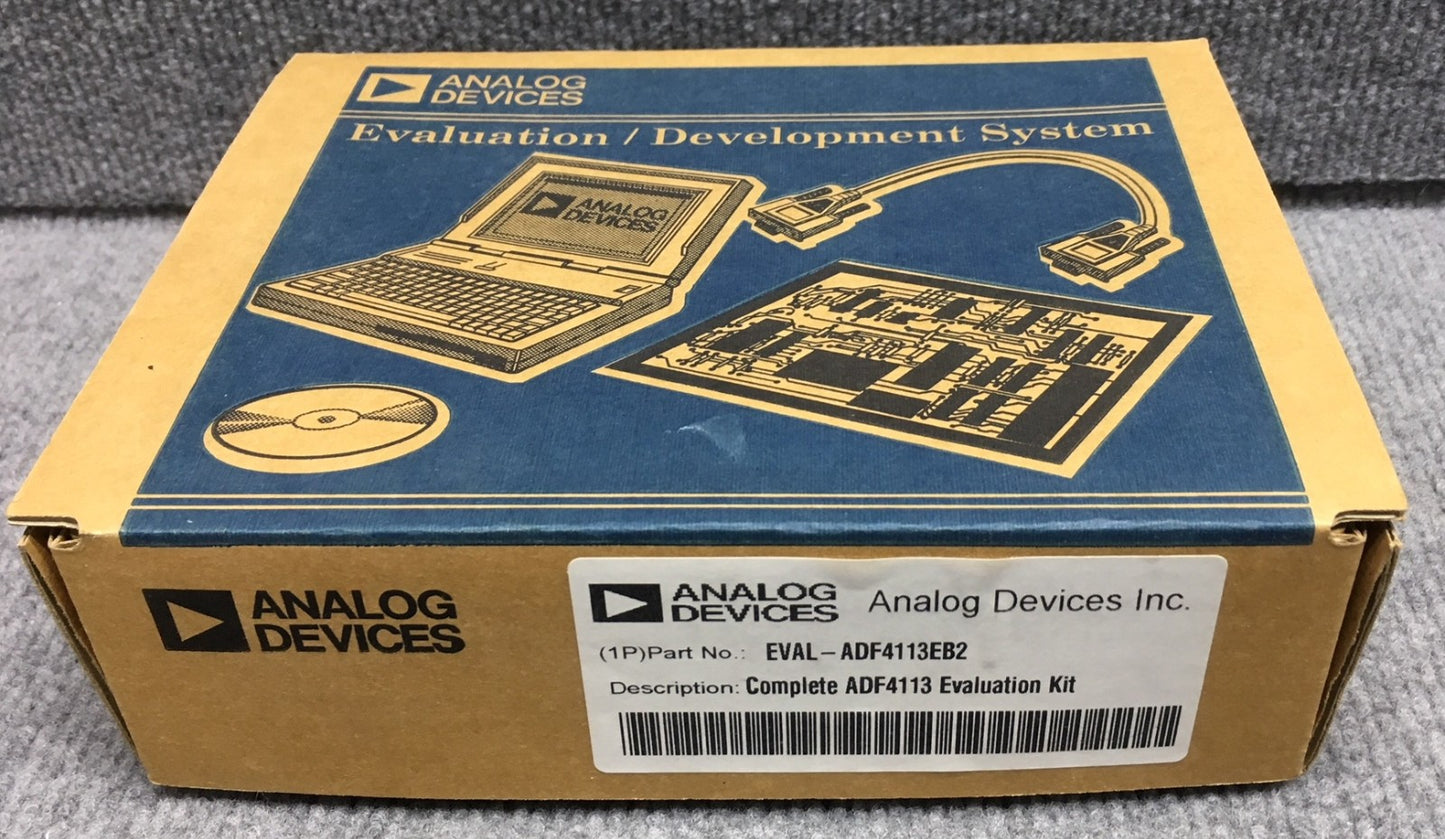 ANALOG
DEVICES
Evaluation / Development System
ANALOG
DEVICES
ANALOG
DEVICES
ANALOG
DEVICES
Analog Devices Inc.
(1P)Part No.: EVAL-ADF4113EB2
Description: Complete ADF4113 Evaluation Kit